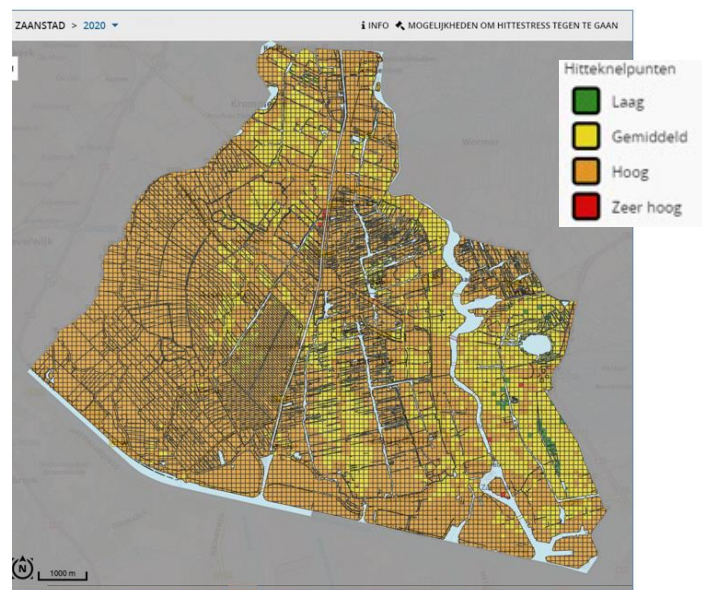 ZAANSTAD > 2020
i INFO MOGELIJKHEDEN OM HITTESTRESS TEGEN TE GAAN
Hitteknelpunten
Laag
Gemiddeld
Hoog
Zeer hoog
N
1000 m